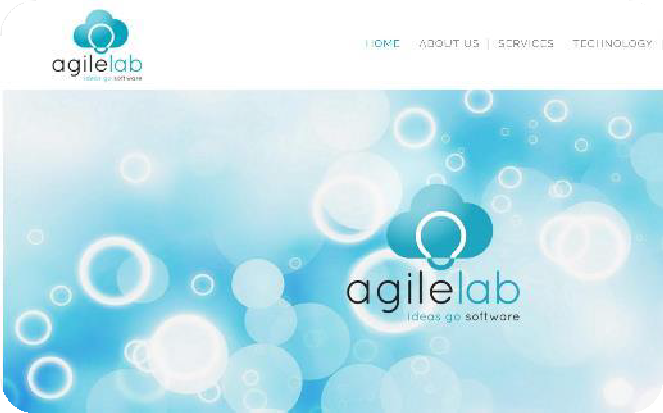 agilelab
ideas go software
HOME | ABOUT US | SERVICES | TECHNOLOGY |
agilelab
ideas go software